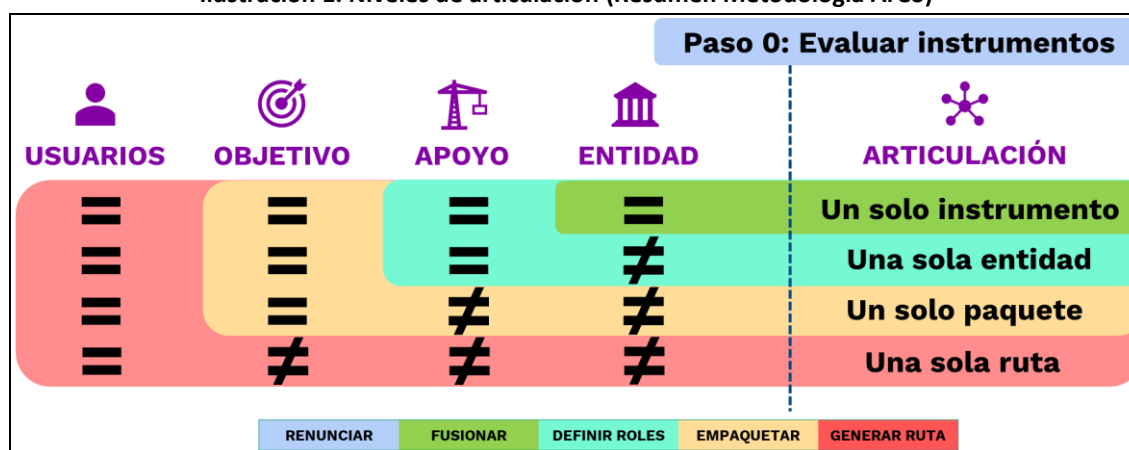 Paso 0: Evaluar instrumentos
USUARIOS OBJETIVO APOYO ENTIDAD ARTICULACIÓN
= = = = Un solo instrumento
= = = ≠ Una sola entidad
= = ≠ ≠ Un solo paquete
= ≠ ≠ ≠ Una sola ruta
RENUNCIAR FUSIONAR DEFINIR ROLES EMPAQUETAR GENERAR RUTA